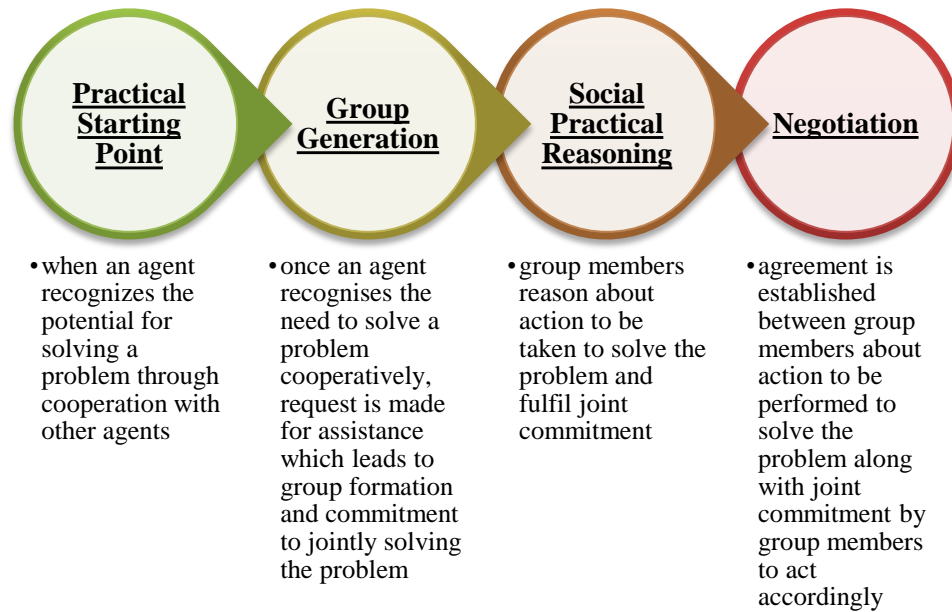 Practical
Starting
Point
• when an agent
recognizes the
potential for
solving a
problem through
cooperation with
other agents
Group
Generation
• once an agent
recognises the
need to solve a
problem
cooperatively,
request is made
for assistance
which leads to
group formation
and commitment
to jointly solving
the problem
Social
Practical
Reasoning
• group members
reason about
action to be
taken to solve the
problem and
fulfil joint
commitment
Negotiation
• agreement is
established
between group
members about
action to be
performed to
solve the
problem along
with joint
commitment by
group members
to act
accordingly